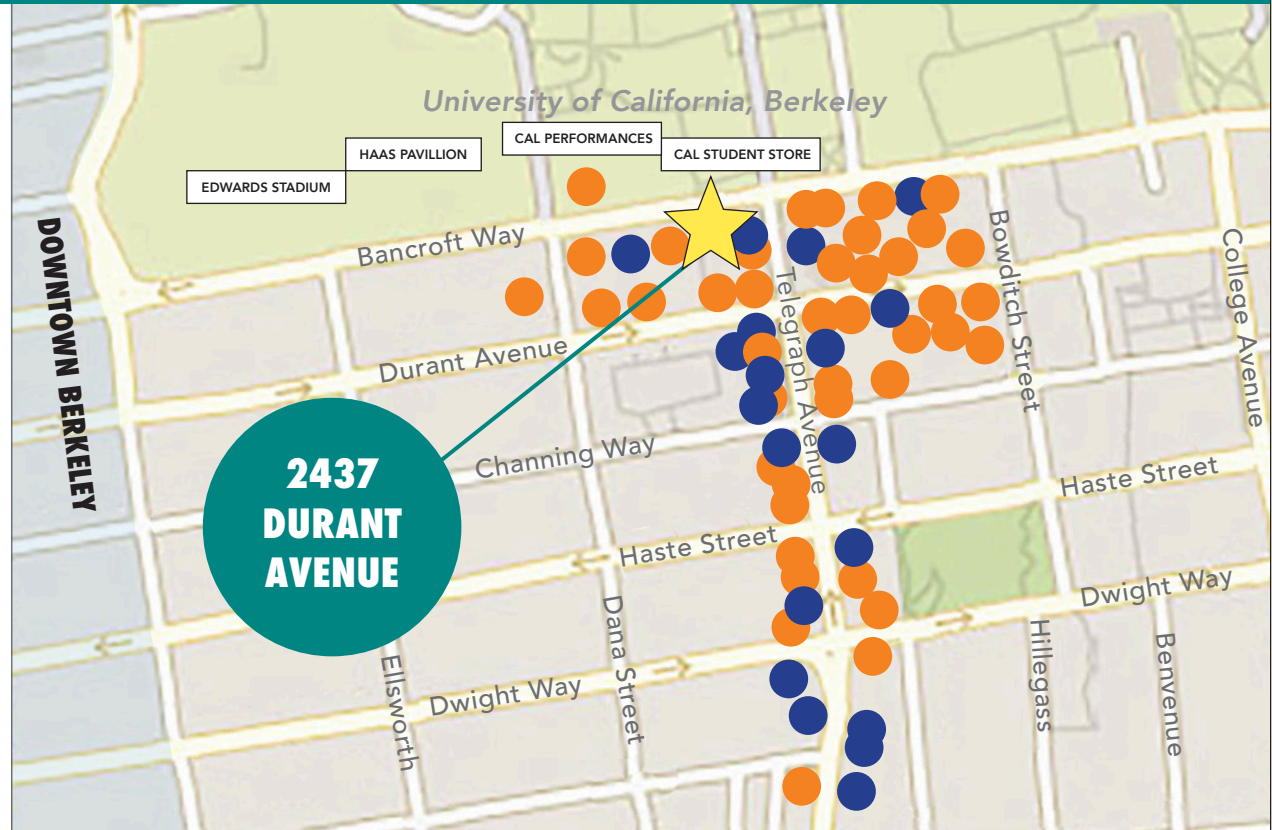 University of California, Berkeley
CAL PERFORMANCES
HAAS PAVILLION
CAL STUDENT STORE
EDWARDS STADIUM
DOWNTOWN BERKELEY
Bancroft Way
Bowditch Street
College Avenue
Telegraph Avenue
Durant Avenue
Channing Way
2437
DURANT
AVENUE
Haste Street
Haste Street
Dwight Way
Dana Street
Hillegass
Benvenue
Ellsworth
Dwight Way